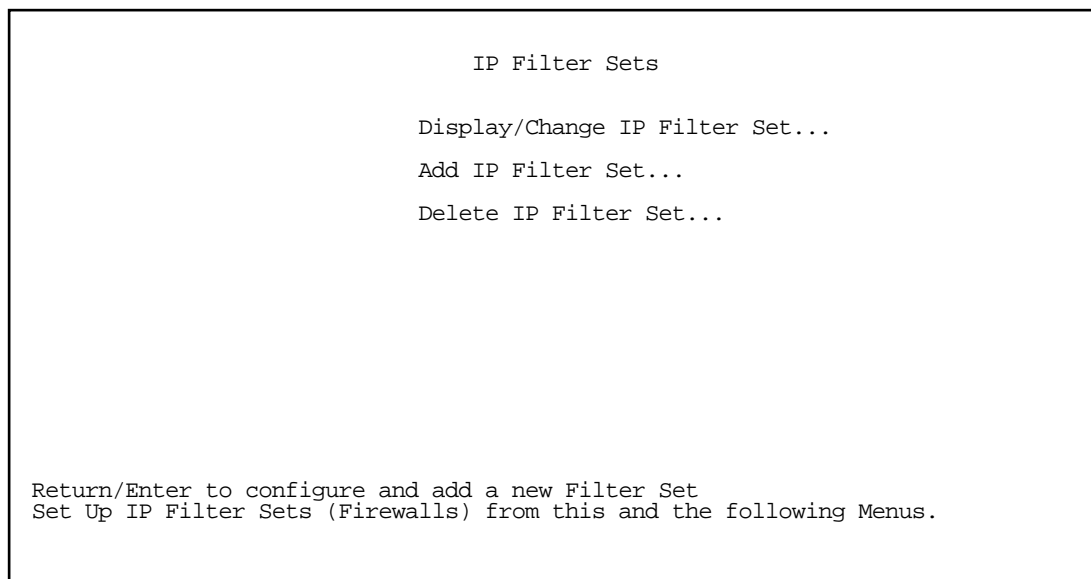 IP Filter Sets
Display/Change IP Filter Set...
Add IP Filter Set...
Delete IP Filter Set...
Return/Enter to configure and add a new Filter Set
Set Up IP Filter Sets (Firewalls) from this and the following Menus.